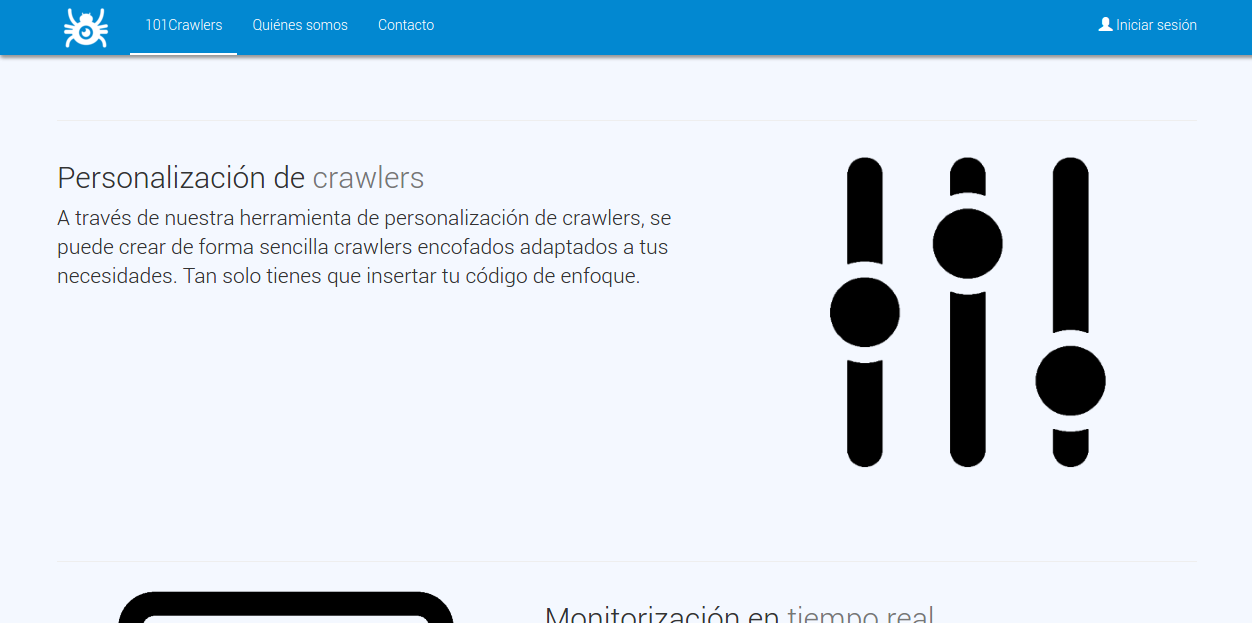 101Crawlers Quiénes somos Contacto Iniciar sesión
Personalización de crawlers
A través de nuestra herramienta de personalización de crawlers, se
puede crear de forma sencilla crawlers encofados adaptados a tus
necesidades. Tan solo tienes que insertar tu código de enfoque.
Monitorización en tiempo real